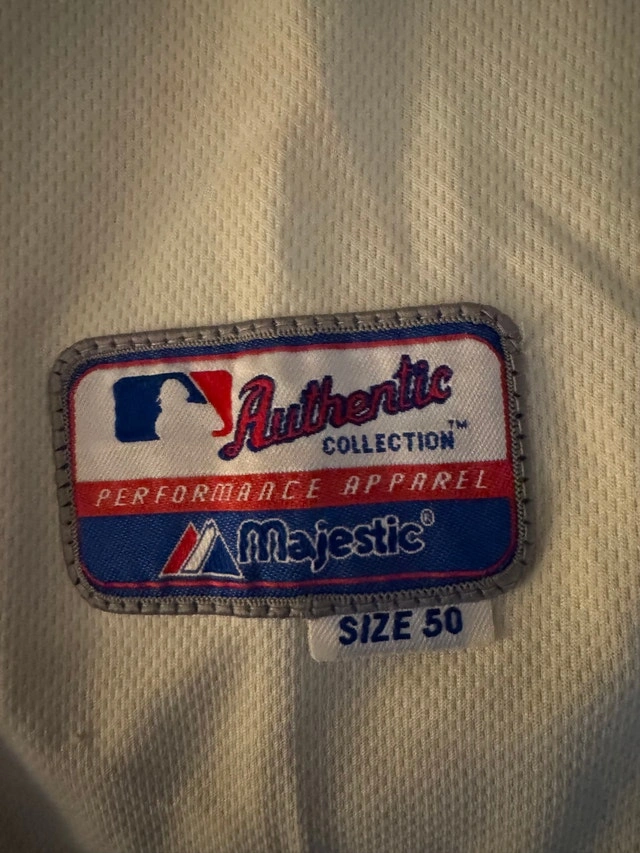 Authentic
COLLECTION™
PERFORMANCE APPAREL
Majestic®
SIZE 50